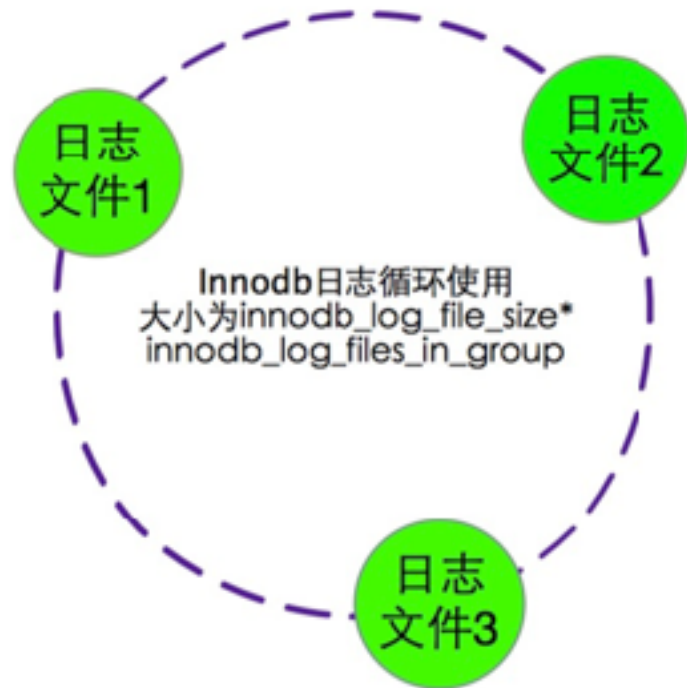 日志
文件1
日志
文件2
Innodb日志循环使用
大小为innodb_log_file_size*
innodb_log_files_in_group
日志
文件3